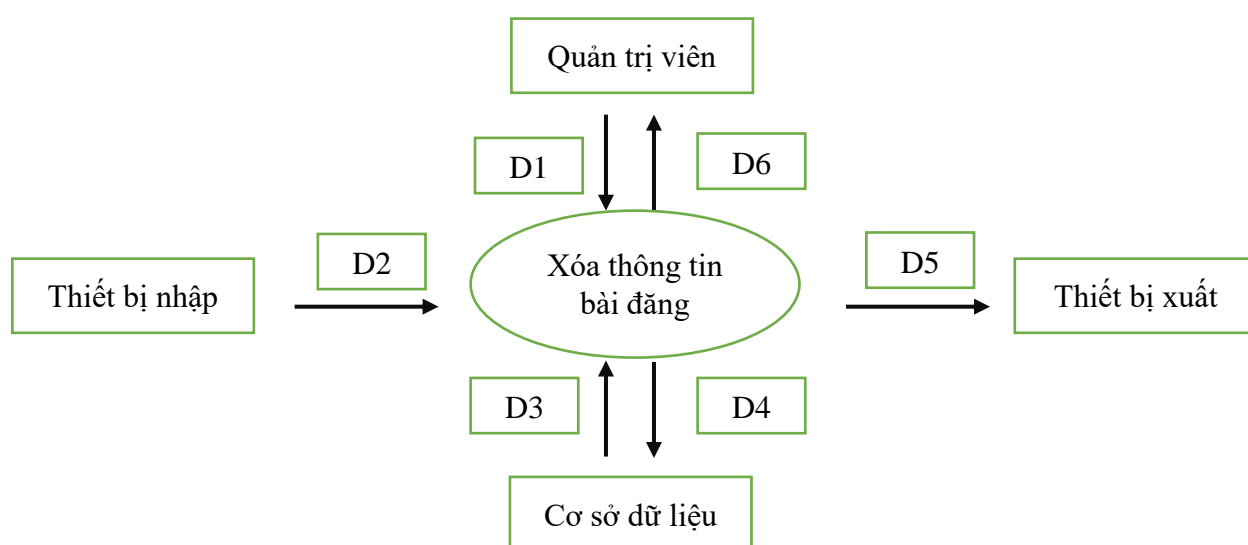 Quản trị viên
D1
D6
D2
Xóa thông tin
bài đăng
D5
Thiết bị nhập
Thiết bị xuất
D3
D4
Cơ sở dữ liệu